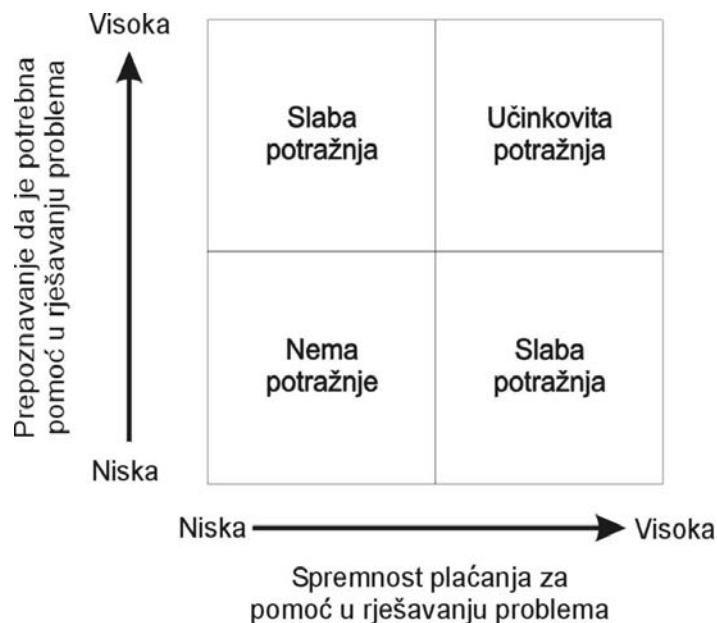 Visoka
Prepoznavanje da je potrebna
pomoć u rješavanju problema
Niska
Slaba
potražnja
Učinkovita
potražnja
Nema
potražnje
Slaba
potražnja
Niska
Visoka
Spremnost plaćanja za
pomoć u rješavanju problema